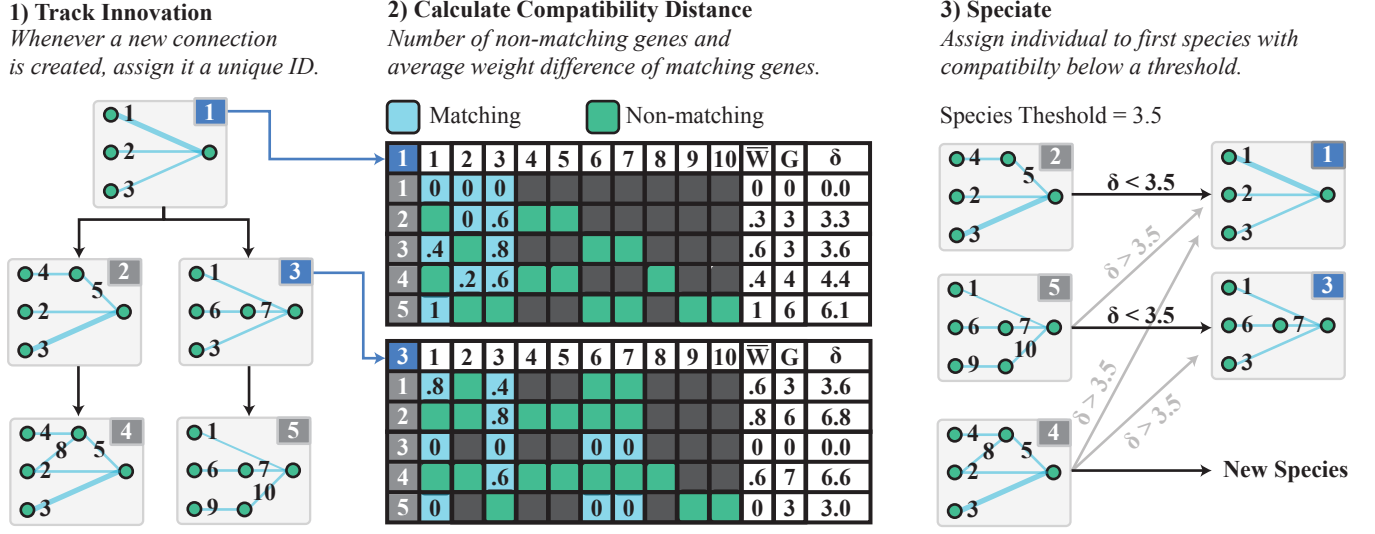 1) Track Innovation
Whenever a new connection
is created, assign it a unique ID.
1
1
2
3
4
2
5
2
3
1
3
6
7
3
4
4
8
5
2
3
1
5
6
7
10
9
2) Calculate Compatibility Distance
Number of non-matching genes and
average weight difference of matching genes.
Matching
Non-matching
1 1 2 3 4 5 6 7 8 9 10 W̅ G δ
1 0 0 0 0 0 0.0
2 0 .6 .3 3 3.3
3 .4 .8 .6 3 3.6
4 .2 .6 .4 4 4.4
5 1 1 6 6.1
3 1 2 3 4 5 6 7 8 9 10 W̅ G δ
1 .8 .4 .6 3 3.6
2 .8 .8 6 6.8
3 0 0 0 0 0 0 0.0
4 .6 .6 7 6.6
5 0 0 0 0 3 3.0
3) Speciate
Assign individual to first species with
compatibilty below a threshold.
Species Theshold = 3.5
4
2
5
2
3
δ < 3.5
1
1
2
3
δ > 3.5
1
5
6
7
10
9
δ < 3.5
1
3
6
7
3
δ > 3.5
δ > 3.5
4
4
8
5
2
3
New Species